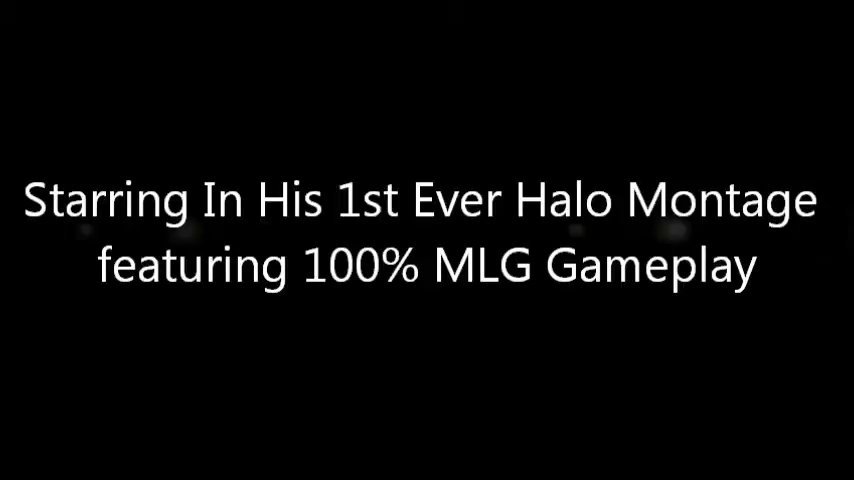 Starring In His 1st Ever Halo Montage
featuring 100% MLG Gameplay